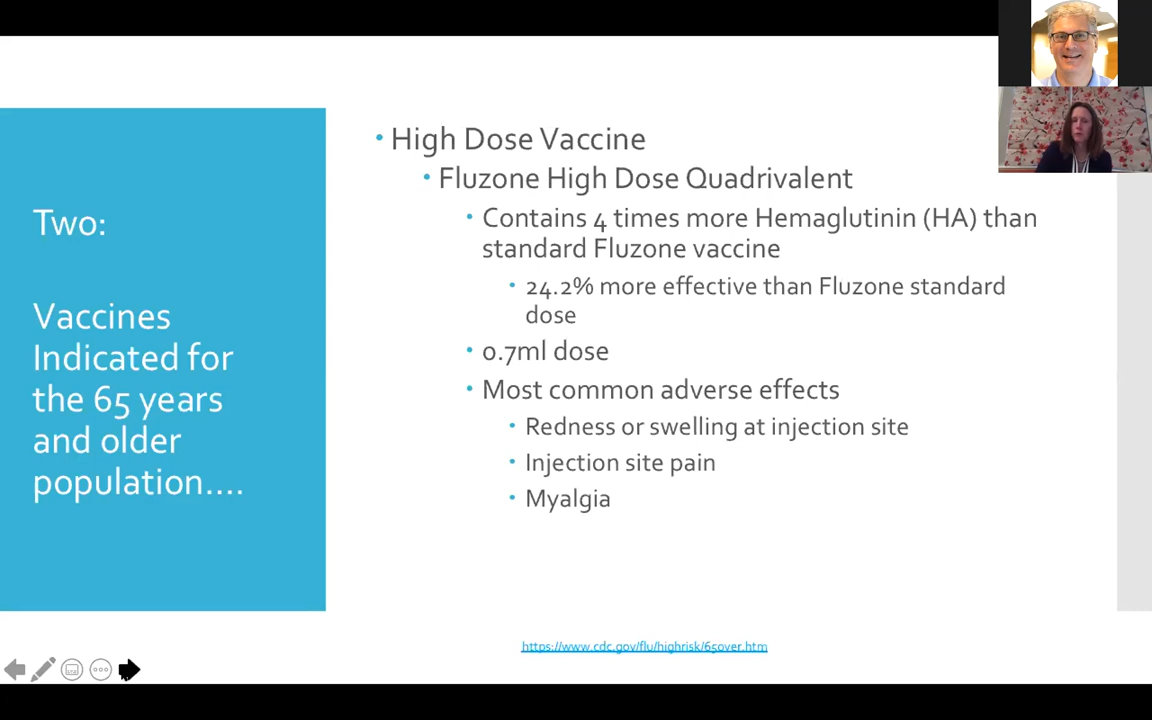 Two:
Vaccines
Indicated for
the 65 years
and older
population....
• High Dose Vaccine
• Fluzone High Dose Quadrivalent
• Contains 4 times more Hemaglutinin (HA) than
standard Fluzone vaccine
• 24.2% more effective than Fluzone standard
dose
• 0.7ml dose
• Most common adverse effects
• Redness or swelling at injection site
• Injection site pain
• Myalgia
https://www.cdc.gov/flu/highrisk/65over.htm